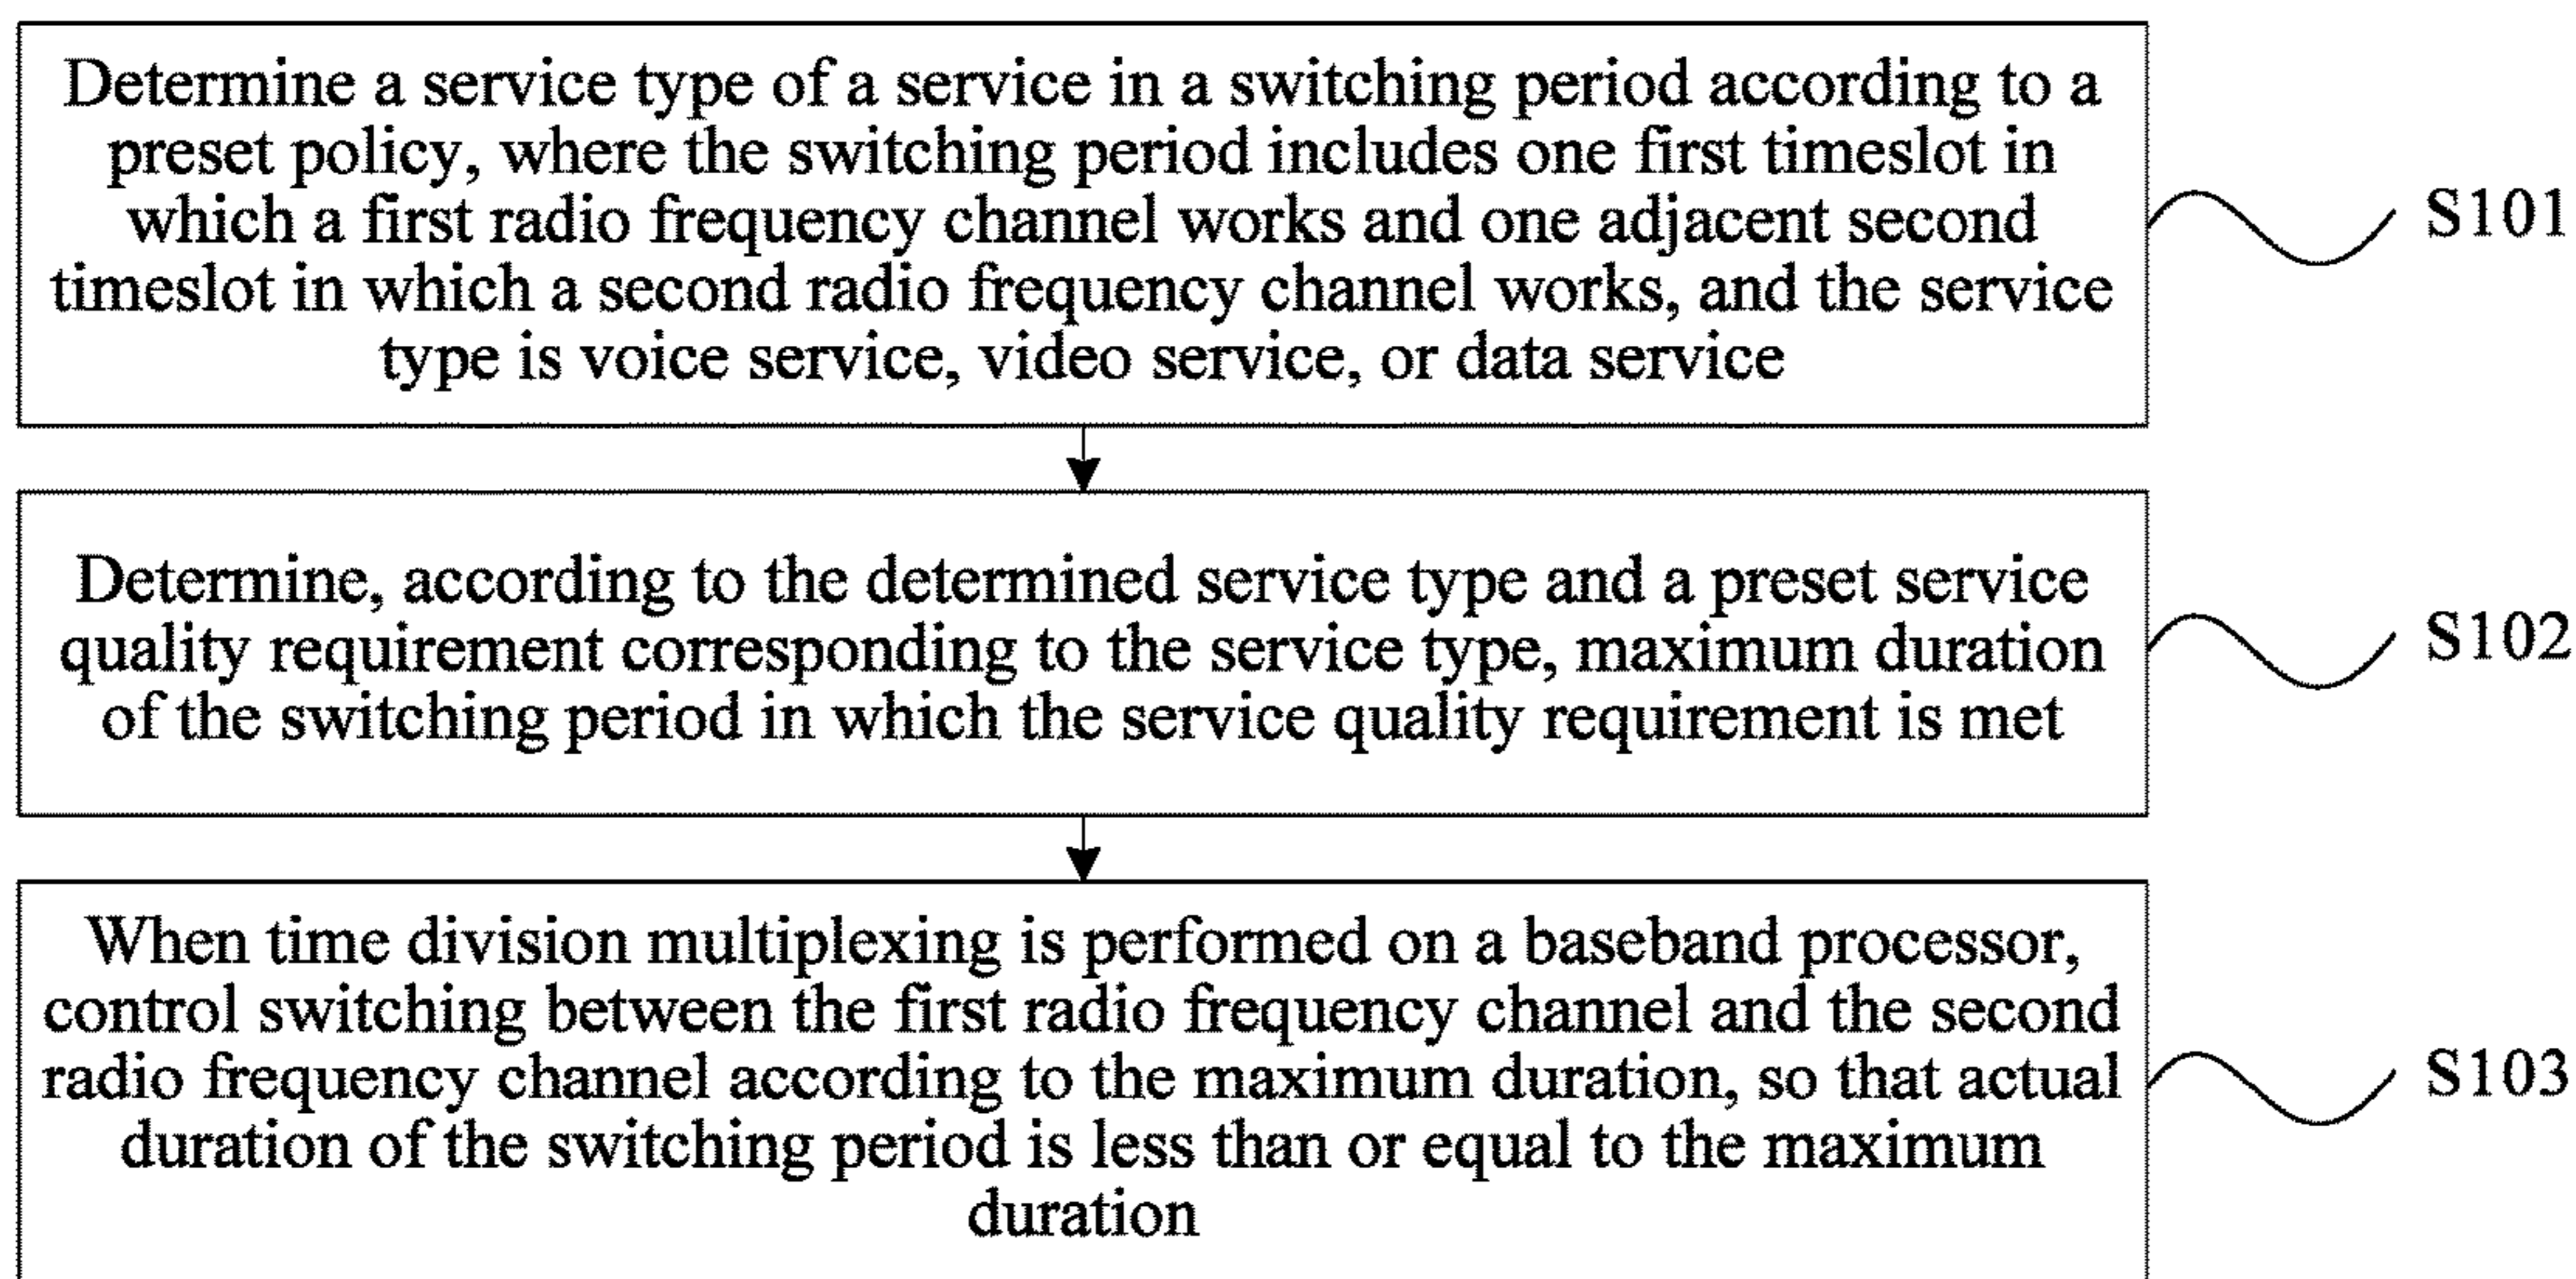 Determine a service type of a service in a switching period according to a
preset policy, where the switching period includes one first timeslot in
which a first radio frequency channel works and one adjacent second
timeslot in which a second radio frequency channel works, and the service
type is voice service, video service, or data service
S101
Determine, according to the determined service type and a preset service
quality requirement corresponding to the service type, maximum duration
of the switching period in which the service quality requirement is met
S102
When time division multiplexing is performed on a baseband processor,
control switching between the first radio frequency channel and the second
radio frequency channel according to the maximum duration, so that actual
duration of the switching period is less than or equal to the maximum
duration
S103